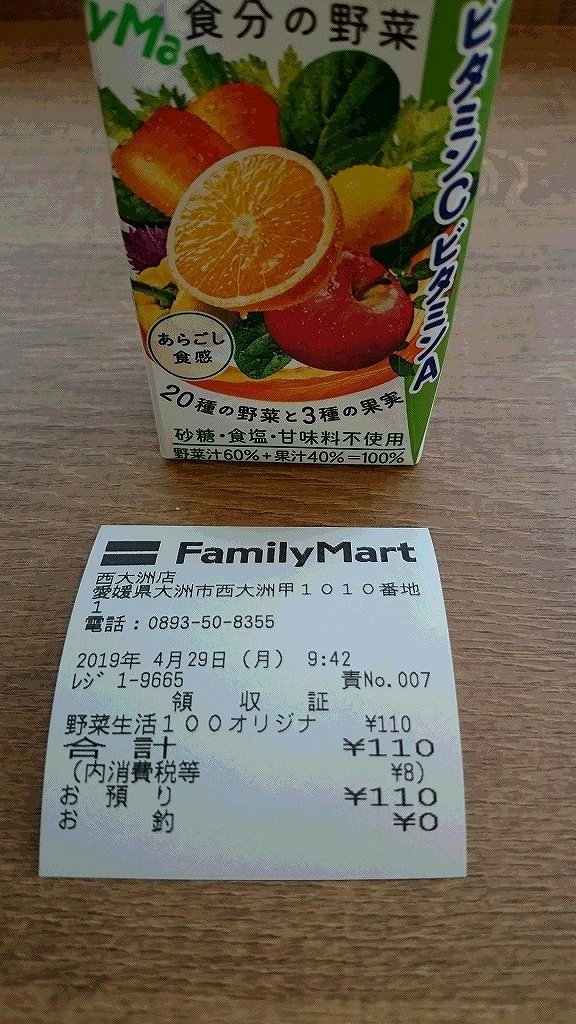 yMa
食分の野菜
ビタミンCビタミンA
あらごし
食感
20種の野菜と3種の果実
砂糖・食塩・甘味料不使用
野菜汁60%+果汁40%=100%
FamilyMart
西大洲店
愛媛県大洲市西大洲甲1010番地
1
電話:0893-50-8355
2019年 4月29日(月) 9:42
レジ 1-9665 責No.007
領 収 証
野菜生活100オリジナ ¥110
合 計 ¥110
(内消費税等 ¥8)
お 預 り ¥110
お 釣 ¥0